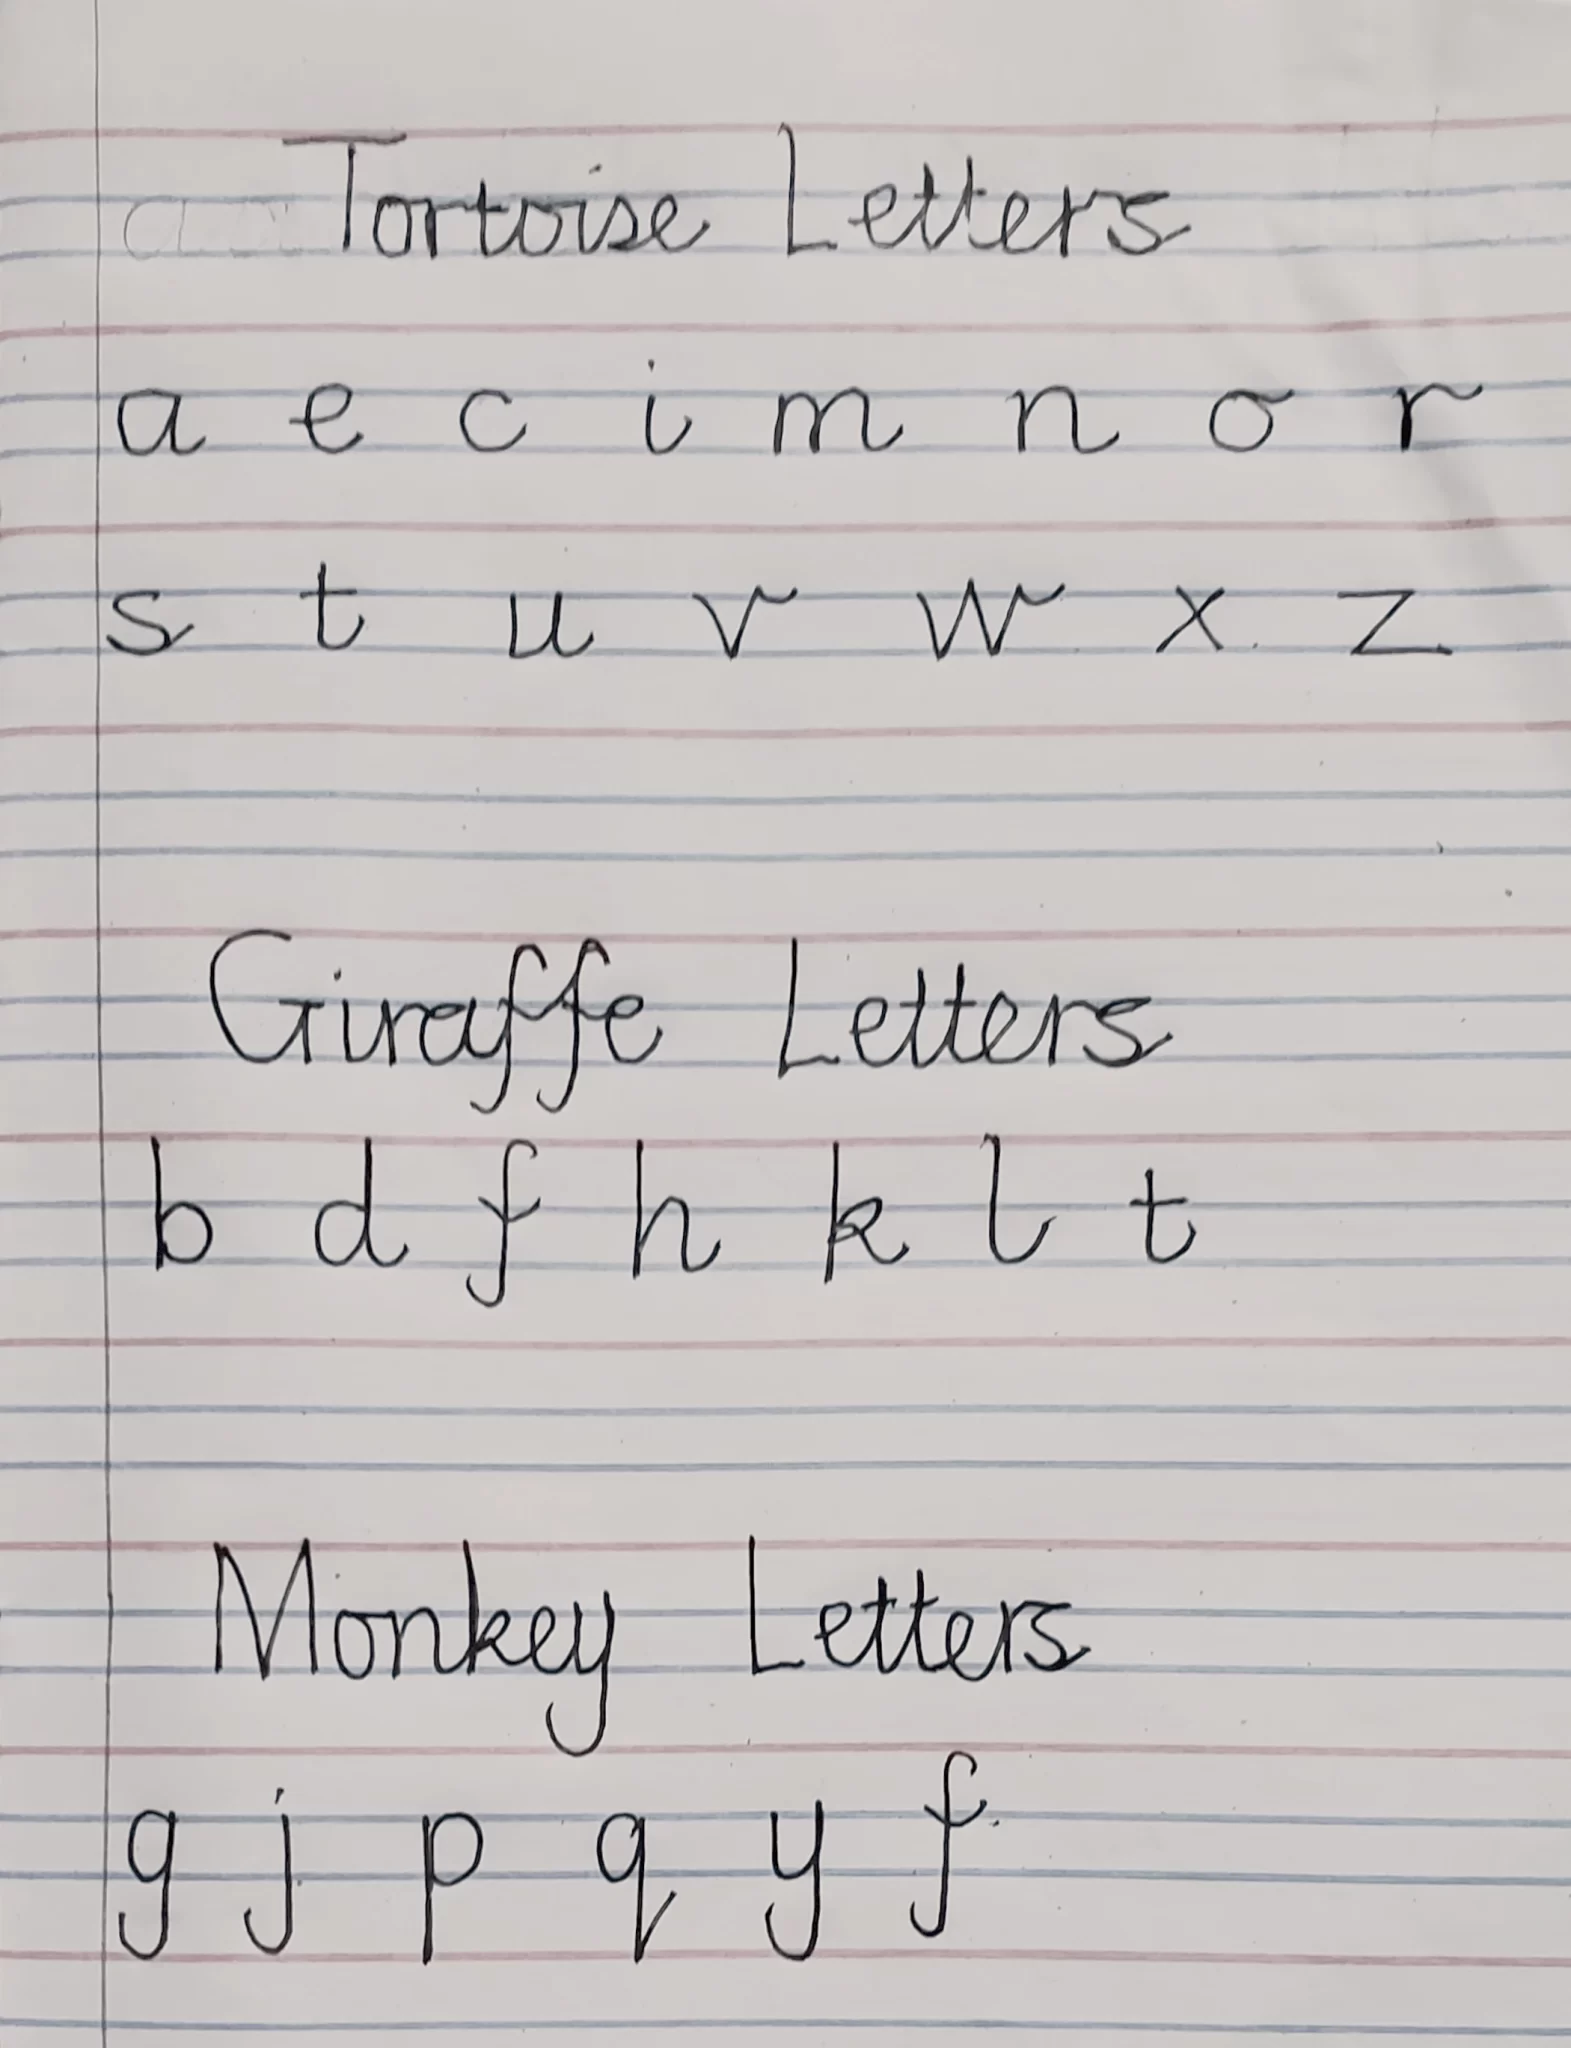 Tortoise Letters
a e c i m n o r
s t u v w x z
Giraffe Letters
b d f h k l t
Monkey Letters
g j p q y f